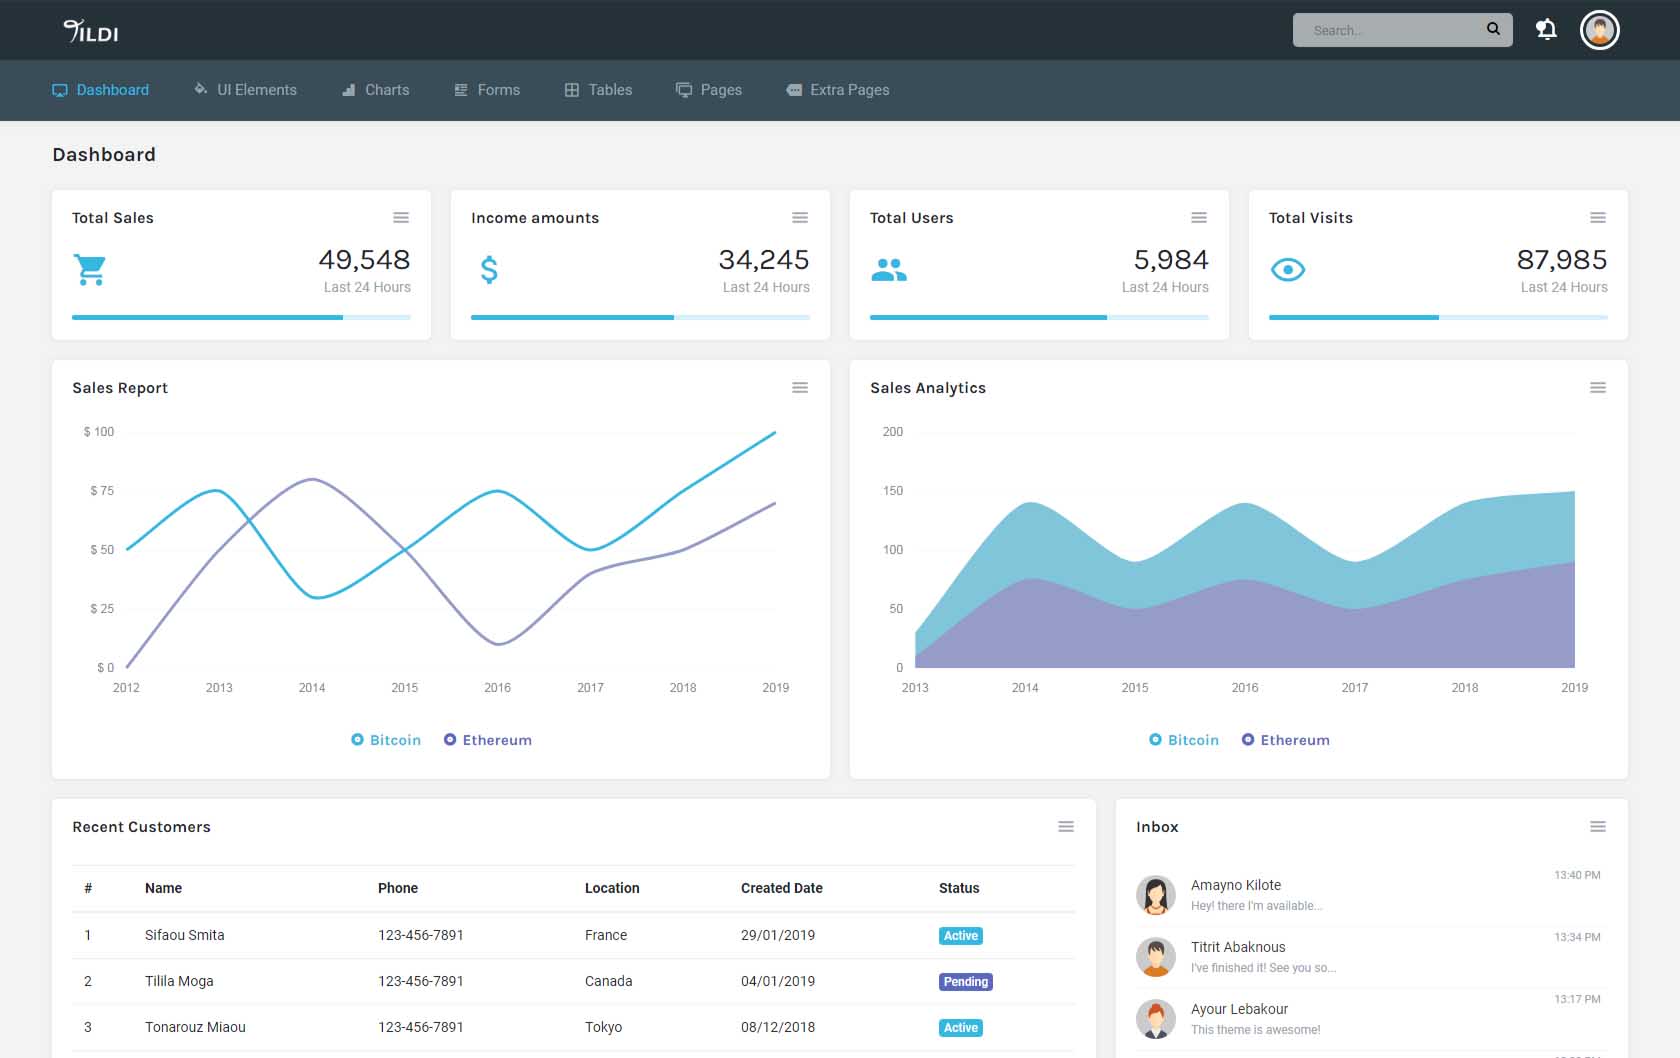 TILDI
Search...
Dashboard UI Elements Charts Forms Tables Pages Extra Pages
Dashboard
Total Sales
49,548
Last 24 Hours
Income amounts
34,245
Last 24 Hours
Total Users
5,984
Last 24 Hours
Total Visits
87,985
Last 24 Hours
Sales Report
$ 100
$ 75
$ 50
$ 25
$ 0
2012 2013 2014 2015 2016 2017 2018 2019
Bitcoin Ethereum
Sales Analytics
200
150
100
50
0
2013 2014 2015 2016 2017 2018 2019
Bitcoin Ethereum
Recent Customers
# Name Phone Location Created Date Status
1 Sifaou Smita 123-456-7891 France 29/01/2019 Active
2 Tilila Moga 123-456-7891 Canada 04/01/2019 Pending
3 Tonarouz Miaou 123-456-7891 Tokyo 08/12/2018 Active
Inbox
13:40 PM
Amayno Kilote
Hey! there I'm available...
13:34 PM
Titrit Abaknous
I've finished it! See you so...
13:17 PM
Ayour Lebakour
This theme is awesome!